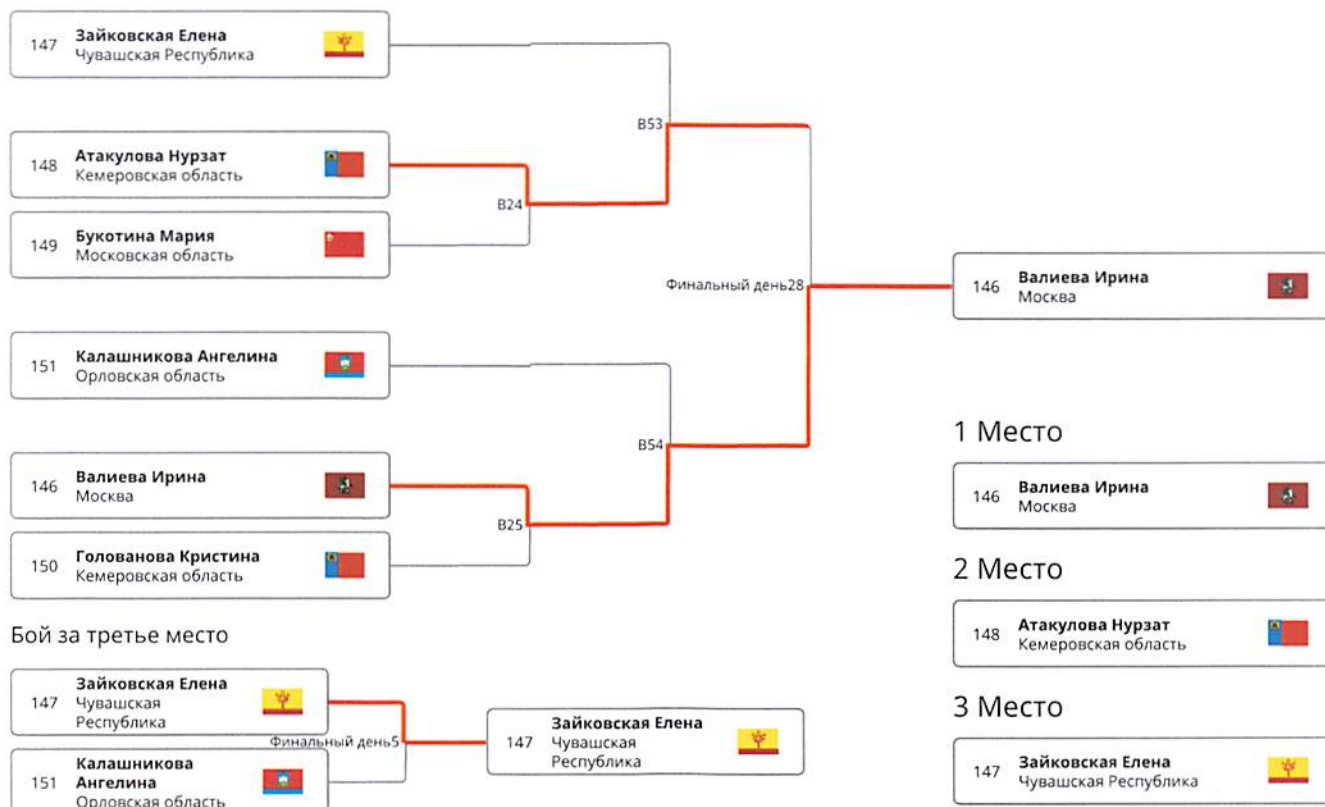 147 Зайковская Елена
Чувашская Республика
B53
148 Атакулова Нурзат
Кемеровская область
B24
149 Букотина Мария
Московская область
Финальный день28
146 Валиева Ирина
Москва
151 Калашникова Ангелина
Орловская область
B54
146 Валиева Ирина
Москва
B25
150 Голованова Кристина
Кемеровская область
1 Место
146 Валиева Ирина
Москва
2 Место
148 Атакулова Нурзат
Кемеровская область
3 Место
147 Зайковская Елена
Чувашская Республика
Бой за третье место
147 Зайковская Елена
Чувашская
Республика
Финальный день5
151 Калашникова
Ангелина
Орловская область
147 Зайковская Елена
Чувашская
Республика